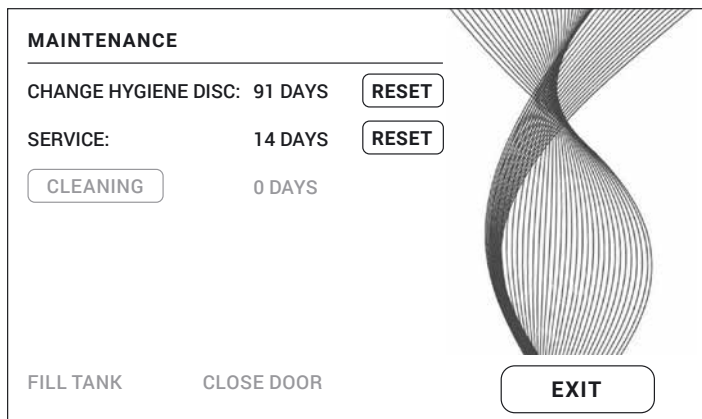 MAINTENANCE
CHANGE HYGIENE DISC: 91 DAYS RESET
SERVICE: 14 DAYS RESET
CLEANING 0 DAYS
FILL TANK CLOSE DOOR EXIT